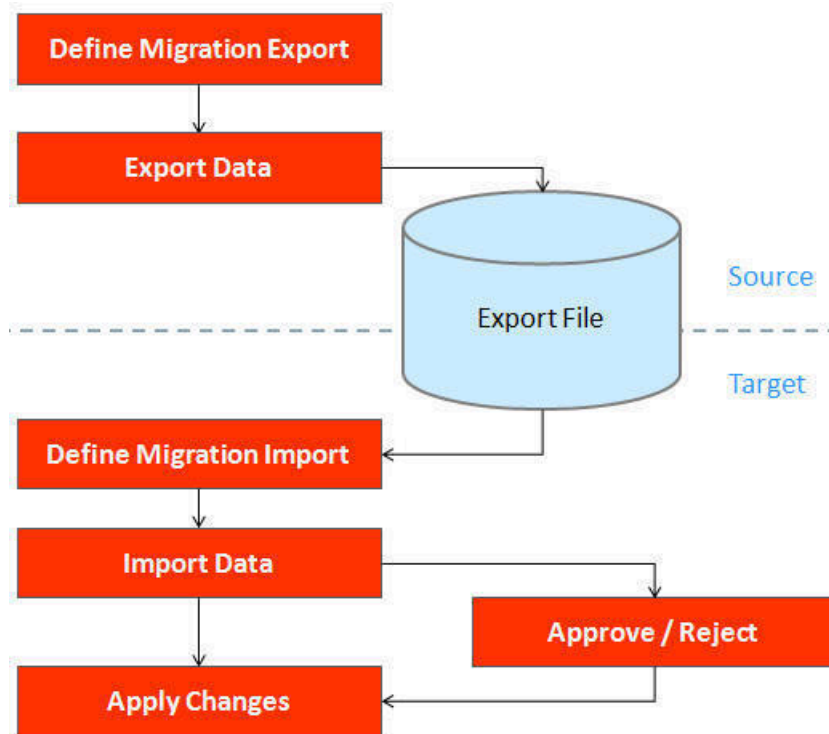 Define Migration Export
Export Data
Source
Export File
Target
Define Migration Import
Import Data
Approve / Reject
Apply Changes